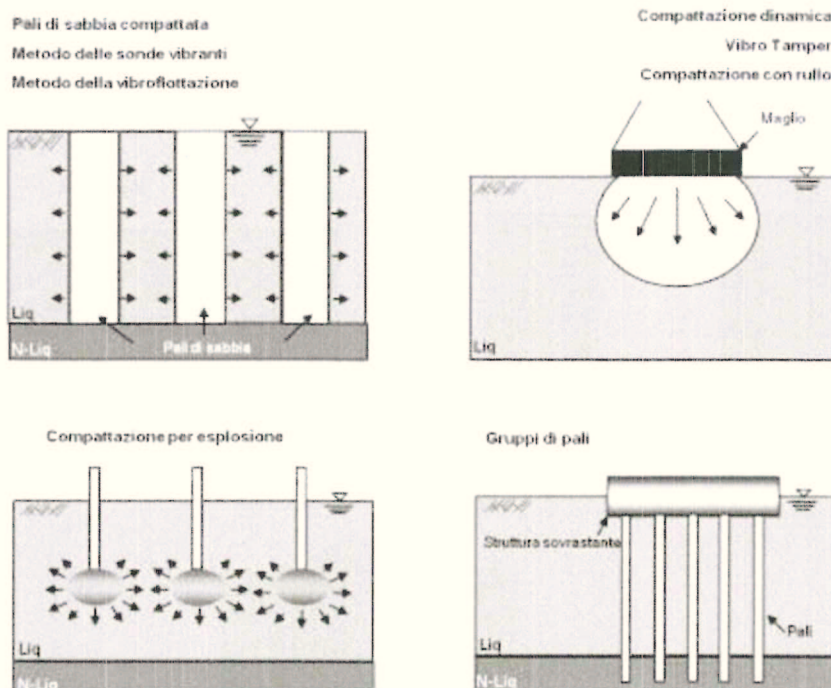 Pali di sabbia compattata
Metodo delle sonde vibranti
Metodo della vibroflottazione
Liq
N-Liq
Pali di sabbia
Compattazione dinamica
Vibro Tamper
Compattazione con rullo
Maglio
Liq
Compattazione per esplosione
Liq
N-Liq
Gruppi di pali
Struttura sovrastante
Pali
Liq
N-Liq